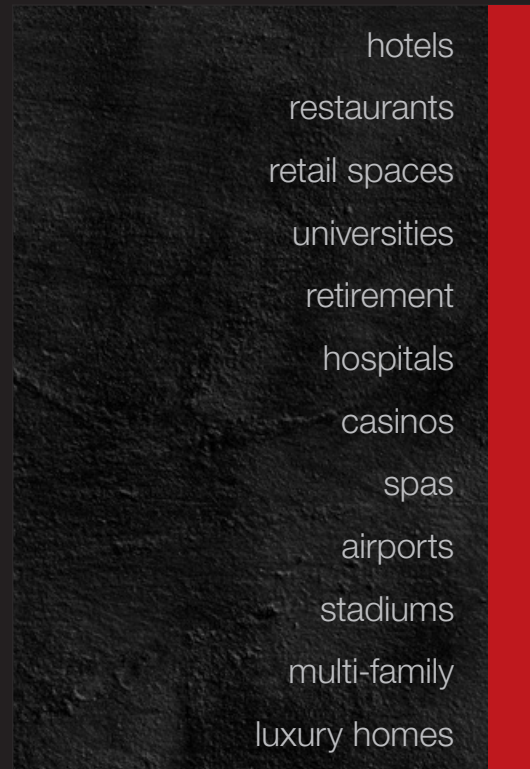 hotels
restaurants
retail spaces
universities
retirement
hospitals
casinos
spas
airports
stadiums
multi-family
luxury homes